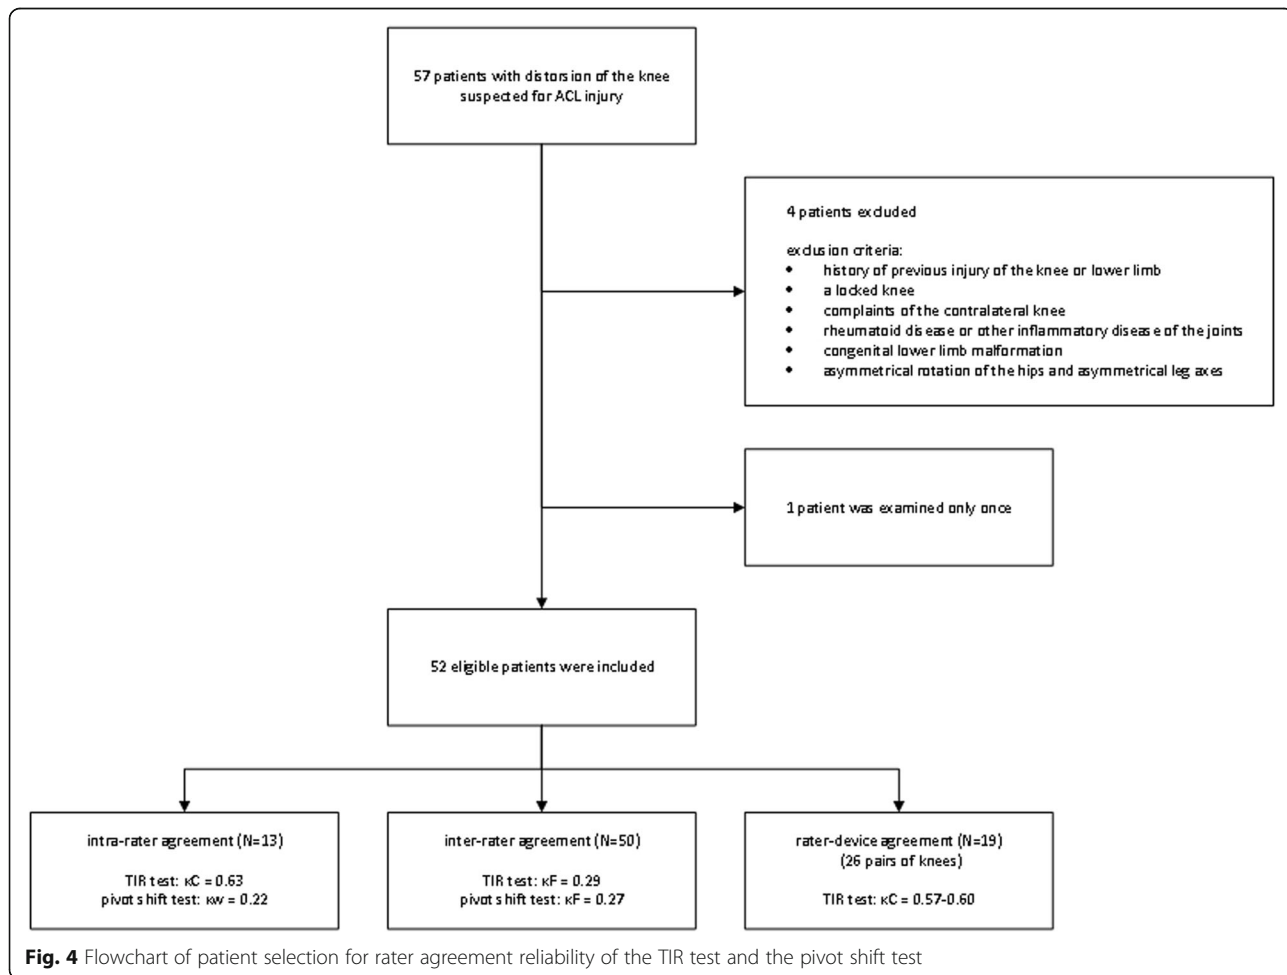 57 patients with distorsion of the knee
suspected for ACL injury
4 patients excluded
exclusion criteria:
• history of previous injury of the knee or lower limb
• a locked knee
• complaints of the contralateral knee
• rheumatoid disease or other inflammatory disease of the joints
• congenital lower limb malformation
• asymmetrical rotation of the hips and asymmetrical leg axes
1 patient was examined only once
52 eligible patients were included
intra-rater agreement (N=13)
TIR test: κC = 0.63
pivot shift test: κw = 0.22
inter-rater agreement (N=50)
TIR test: κF = 0.29
pivot shift test: κF = 0.27
rater-device agreement (N=19)
(26 pairs of knees)
TIR test: κC = 0.57-0.60
Fig. 4 Flowchart of patient selection for rater agreement reliability of the TIR test and the pivot shift test